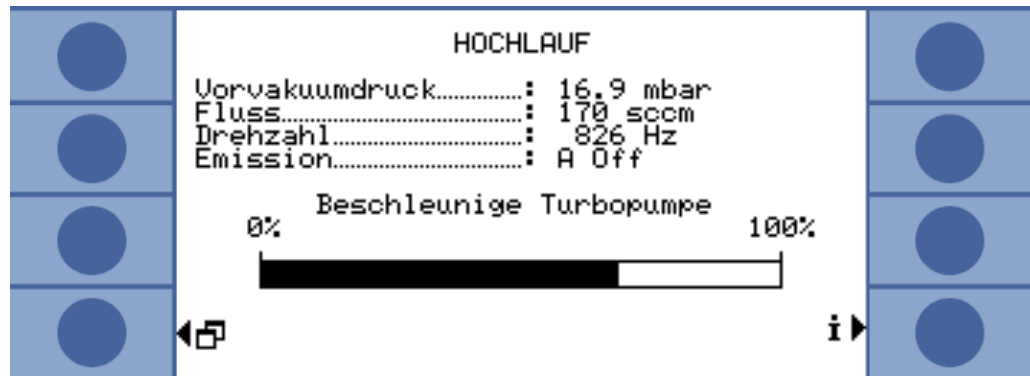 HOCHLAUF
Vorvakuumdruck..............: 16.9 mbar
Fluss..............: 170 sccm
Drehzahl..............: 826 Hz
Emission..............: A Off
Beschleunige Turbopumpe
0% 100%
i